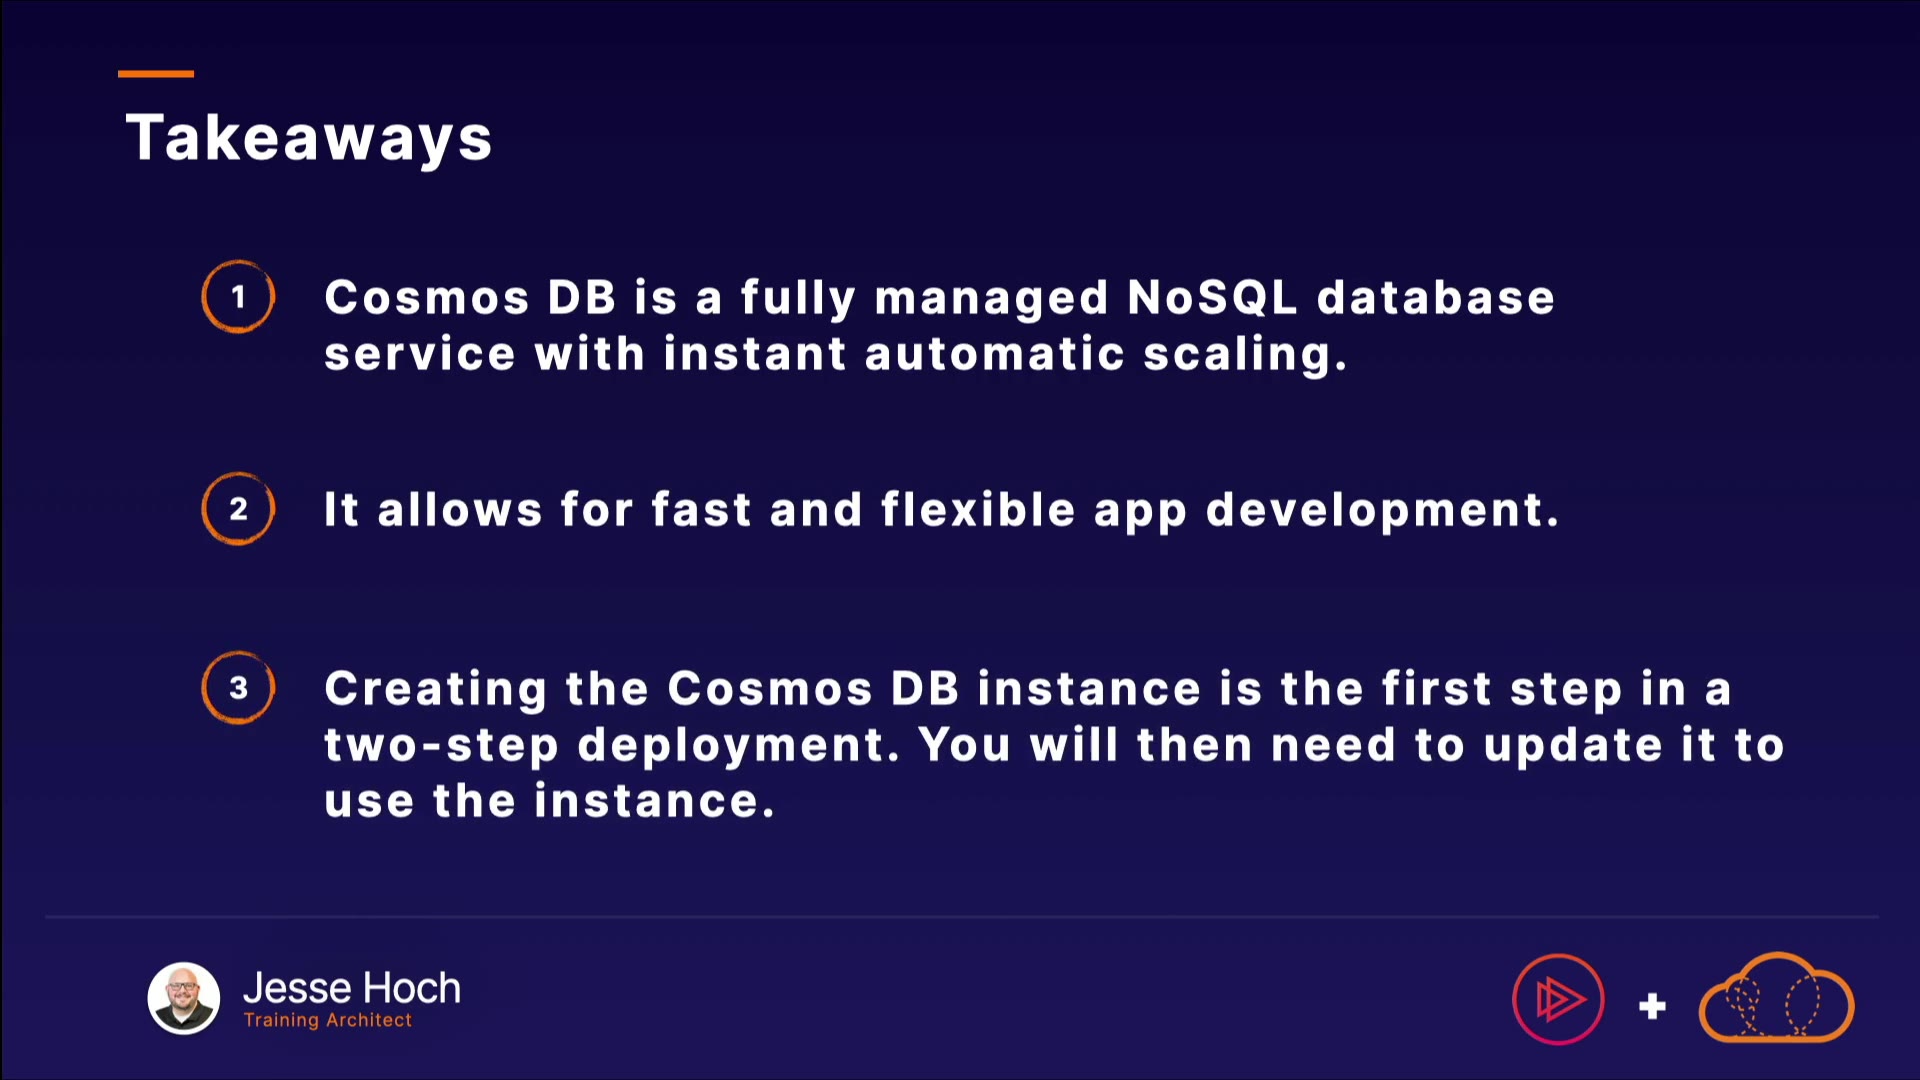 Takeaways
1
Cosmos DB is a fully managed NoSQL database
service with instant automatic scaling.
2
It allows for fast and flexible app development.
3
Creating the Cosmos DB instance is the first step in a
two-step deployment. You will then need to update it to
use the instance.
Jesse Hoch
Training Architect